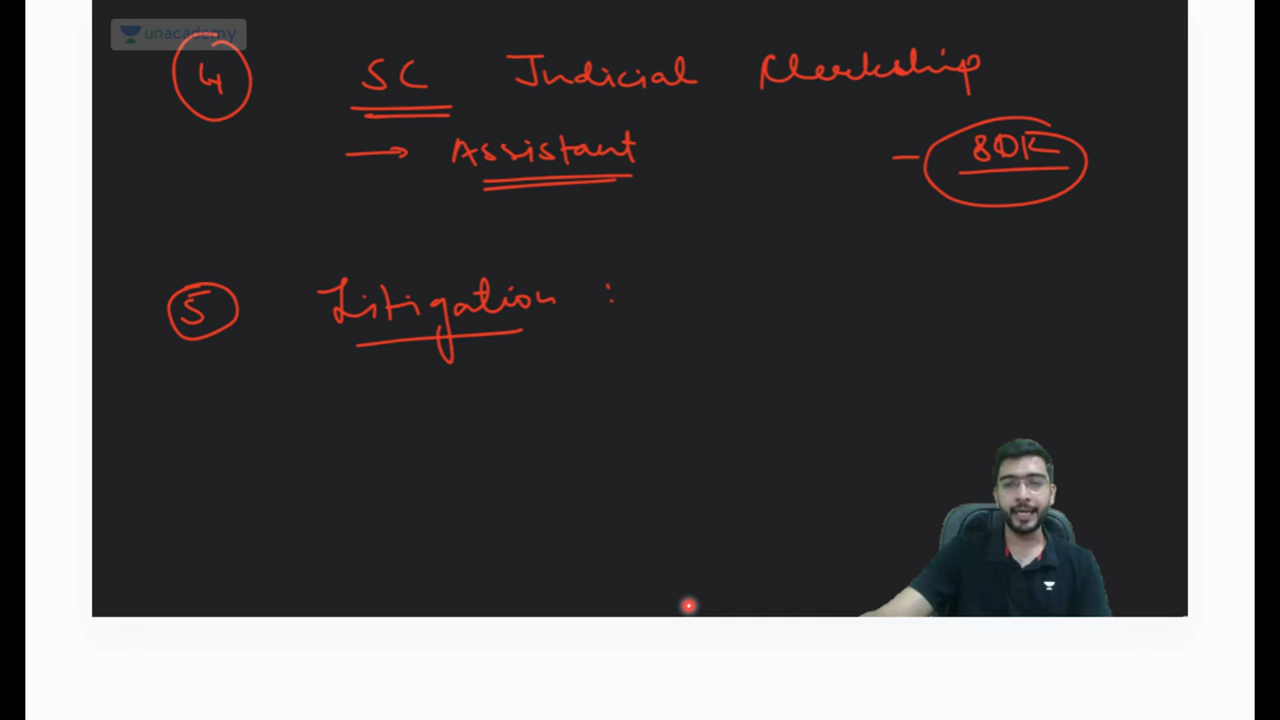 unacademy
4 SC Judicial Clerkship
→ Assistant - 80K
5 Litigation :